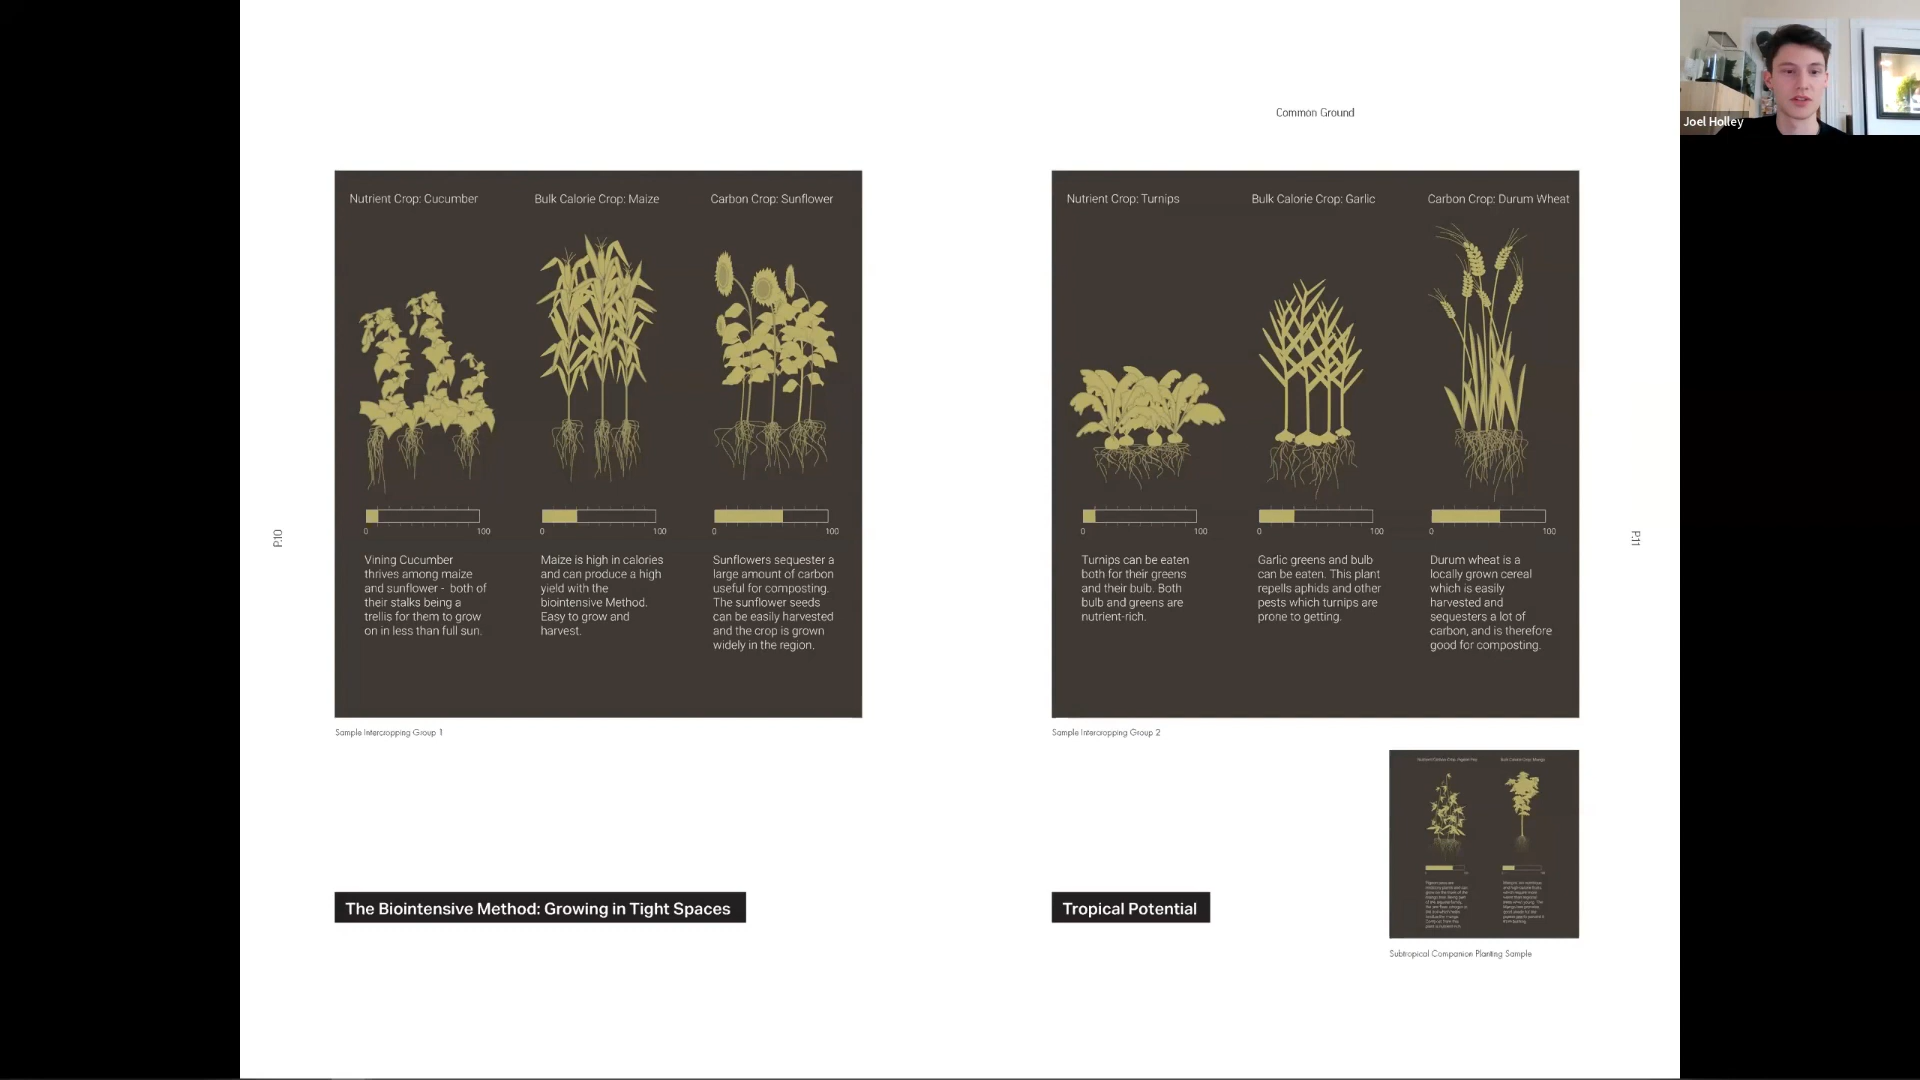 Common Ground
Joel Holley
Nutrient Crop: Cucumber
Bulk Calorie Crop: Maize
Carbon Crop: Sunflower
0 100
0 100
0 100
Vining Cucumber
thrives among maize
and sunflower - both of
their stalks being a
trellis for them to grow
on in less than full sun.
Maize is high in calories
and can produce a high
yield with the
biointensive Method.
Easy to grow and
harvest.
Sunflowers sequester a
large amount of carbon
useful for composting.
The sunflower seeds
can be easily harvested
and the crop is grown
widely in the region.
Sample Intercropping Group 1
P.10
The Biointensive Method: Growing in Tight Spaces
Nutrient Crop: Turnips
Bulk Calorie Crop: Garlic
Carbon Crop: Durum Wheat
0 100
0 100
0 100
Turnips can be eaten
both for their greens
and their bulb. Both
bulb and greens are
nutrient-rich.
Garlic greens and bulb
can be eaten. This plant
repells aphids and other
pests which turnips are
prone to getting.
Durum wheat is a
locally grown cereal
which is easily
harvested and
sequesters a lot of
carbon, and is therefore
good for composting.
Sample Intercropping Group 2
P.11
Tropical Potential
Bulk Calorie Crop: Mango
Subtropical Companion Planting Sample